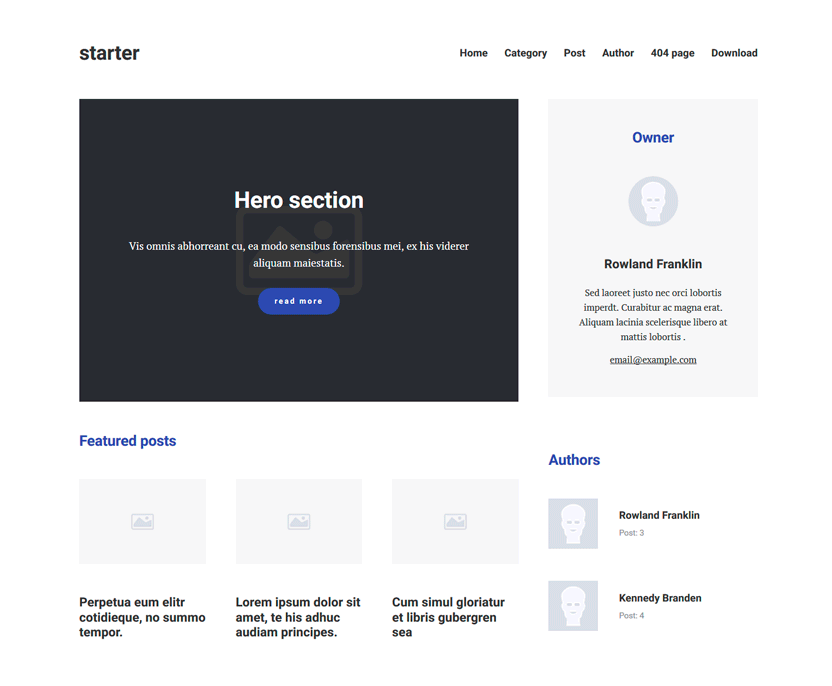 starter
Home Category Post Author 404 page Download
Hero section
Vis omnis abhorreant cu, ea modo sensibus forensibus mei, ex his viderer
aliquam maiestatis.
read more
Owner
Rowland Franklin
Sed laoreet justo nec orci lobortis
imperdt. Curabitur ac magna erat.
Aliquam lacinia scelerisque libero at
mattis lobortis .
email@example.com
Featured posts
Perpetua eum elitr
cotidieque, no summo
tempor.
Lorem ipsum dolor sit
amet, te his adhuc
audiam principes.
Cum simul gloriatur
et libris gubergren
sea
Authors
Rowland Franklin
Post: 3
Kennedy Branden
Post: 4